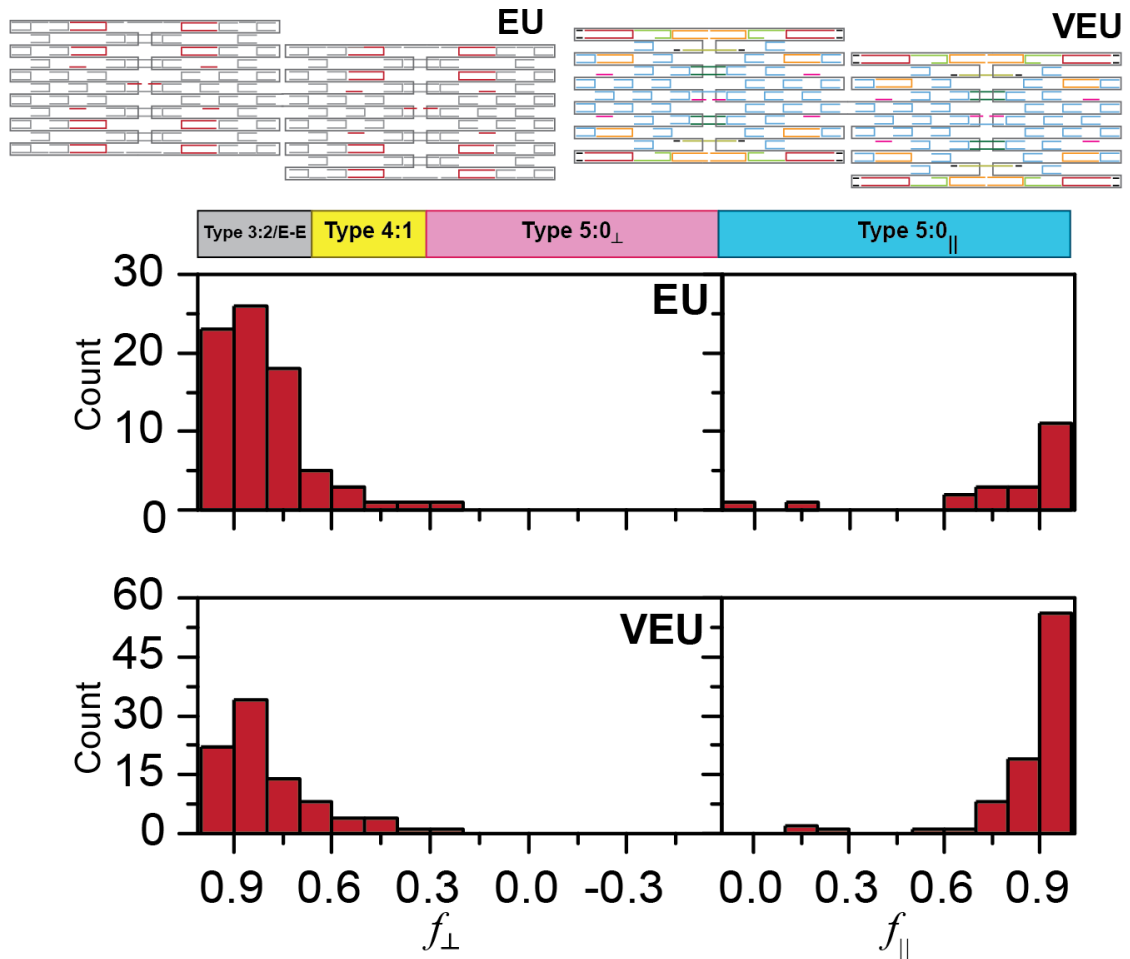 EU VEU
Type 3:2/E-E Type 4:1 Type 5:0⊥ Type 5:0||
30
20
10
0
Count
EU
60
45
30
15
0
Count
VEU
0.9 0.6 0.3 0.0 -0.3 0.0 0.3 0.6 0.9
f⊥ f||